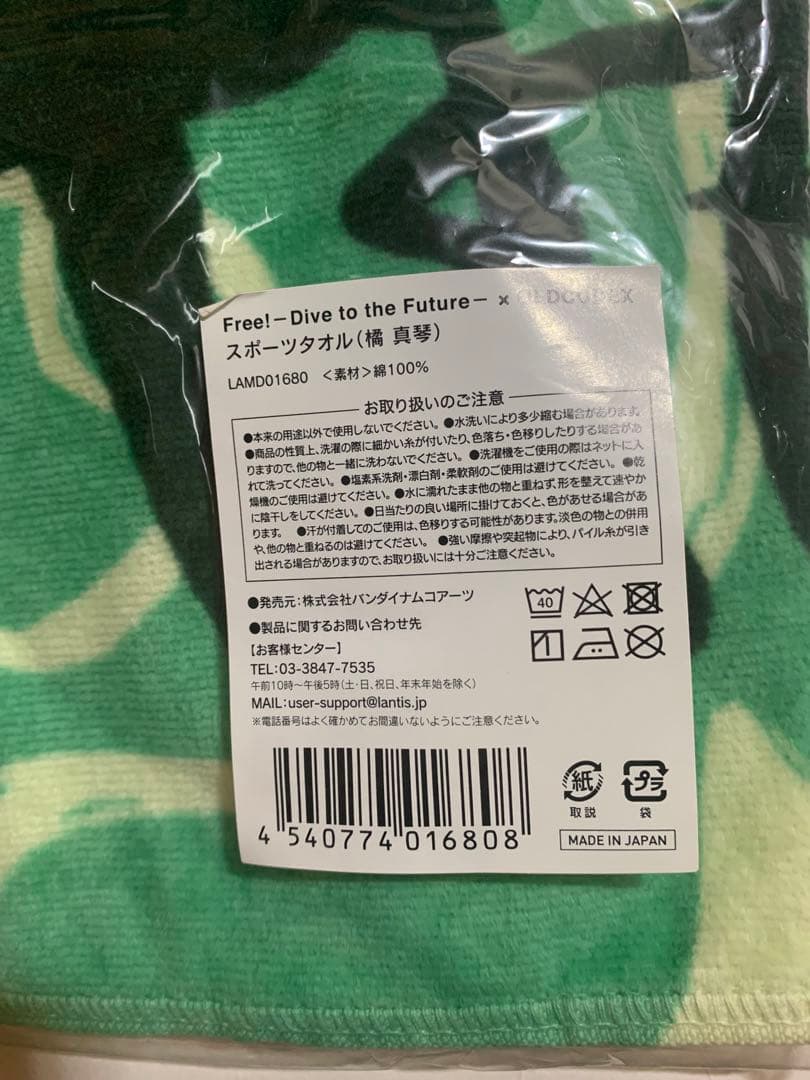 Free!－Dive to the Future－ × OLDCODEX
スポーツタオル（橘 真琴）
LAMD01680 ＜素材＞綿100%
お取り扱いのご注意
●本来の用途以外で使用しないでください。●水洗いにより多少縮む場合があります。
●商品の性質上、洗濯の際に細かい糸が付いたり、色落ち・色移りしたりする場合があ
りますので、他の物と一緒に洗わないでください。●洗濯機をご使用の際はネットに入
れて洗ってください。●塩素系洗剤・漂白剤・柔軟剤のご使用は避けてください。●乾
燥機のご使用は避けてください。●水に濡れたまま他の物と重ねず、形を整えて速やか
に陰干しをしてください。●日当たりの良い場所に掛けておくと、色があせる場合があ
ります。●汗が付着してのご使用は、色移りする可能性があります。淡色の物との併用
や、他の物と重ねるのは避けてください。●強い摩擦や突起物により、パイル糸が引き
出される場合がありますので、お取り扱いには十分ご注意ください。
●発売元：株式会社バンダイナムコアーツ
●製品に関するお問い合わせ先
【お客様センター】
TEL：03-3847-7535
午前10時～午後5時（土・日、祝日、年末年始を除く）
MAIL：user-support@lantis.jp
※電話番号はよく確かめてお間違いないようにご注意ください。
40
4 540774 016808
紙
取説
プラ
袋
MADE IN JAPAN